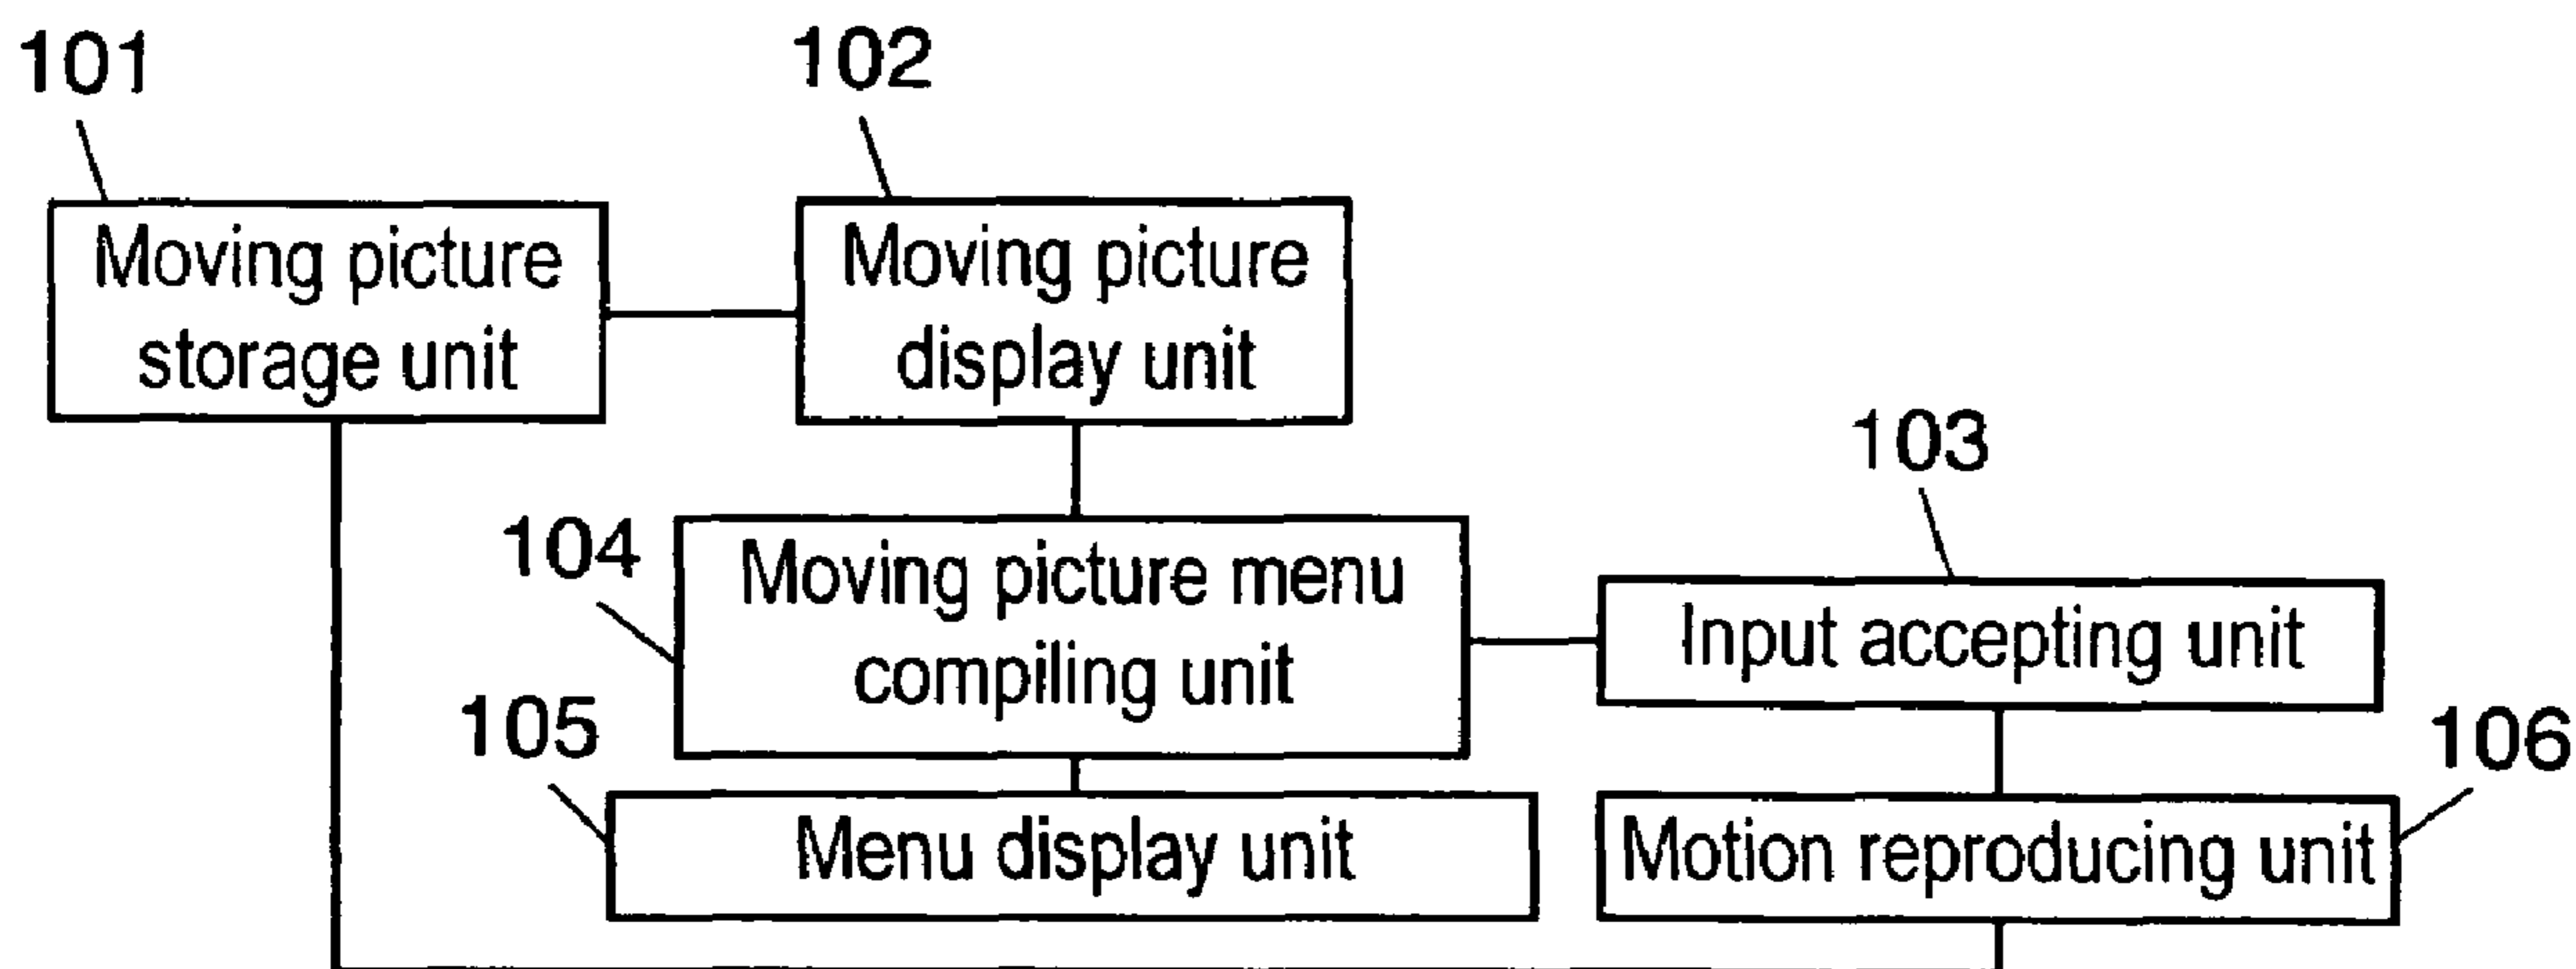 101
102
Moving picture
storage unit
Moving picture
display unit
103
104
Moving picture menu
compiling unit
Input accepting unit
105
106
Menu display unit
Motion reproducing unit